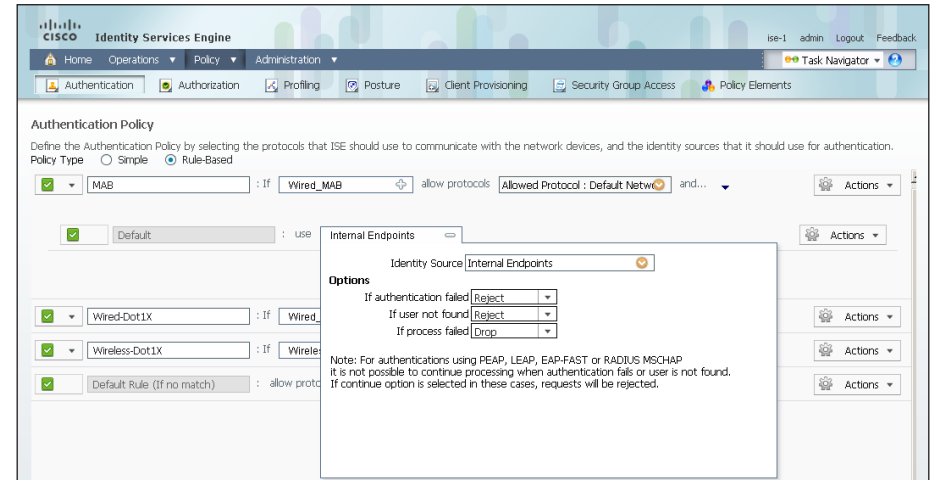 CISCO Identity Services Engine
ise-1 admin Logout Feedback
Home Operations Policy Administration
Task Navigator
Authentication Authorization Profiling Posture Client Provisioning Security Group Access Policy Elements
Authentication Policy
Define the Authentication Policy by selecting the protocols that ISE should use to communicate with the network devices, and the identity sources that it should use for authentication.
Policy Type Simple Rule-Based
MAB : If Wired_MAB allow protocols Allowed Protocol : Default Netwo and... Actions
Default : use Internal Endpoints Actions
Identity Source Internal Endpoints
Options
If authentication failed Reject
If user not found Reject
If process failed Drop
Wired-Dot1X : If Wired_ Actions
Wireless-Dot1X : If Wireles Actions
Default Rule (If no match) : allow proto Actions
Note: For authentications using PEAP, LEAP, EAP-FAST or RADIUS MSCHAP
it is not possible to continue processing when authentication fails or user is not found.
If continue option is selected in these cases, requests will be rejected.